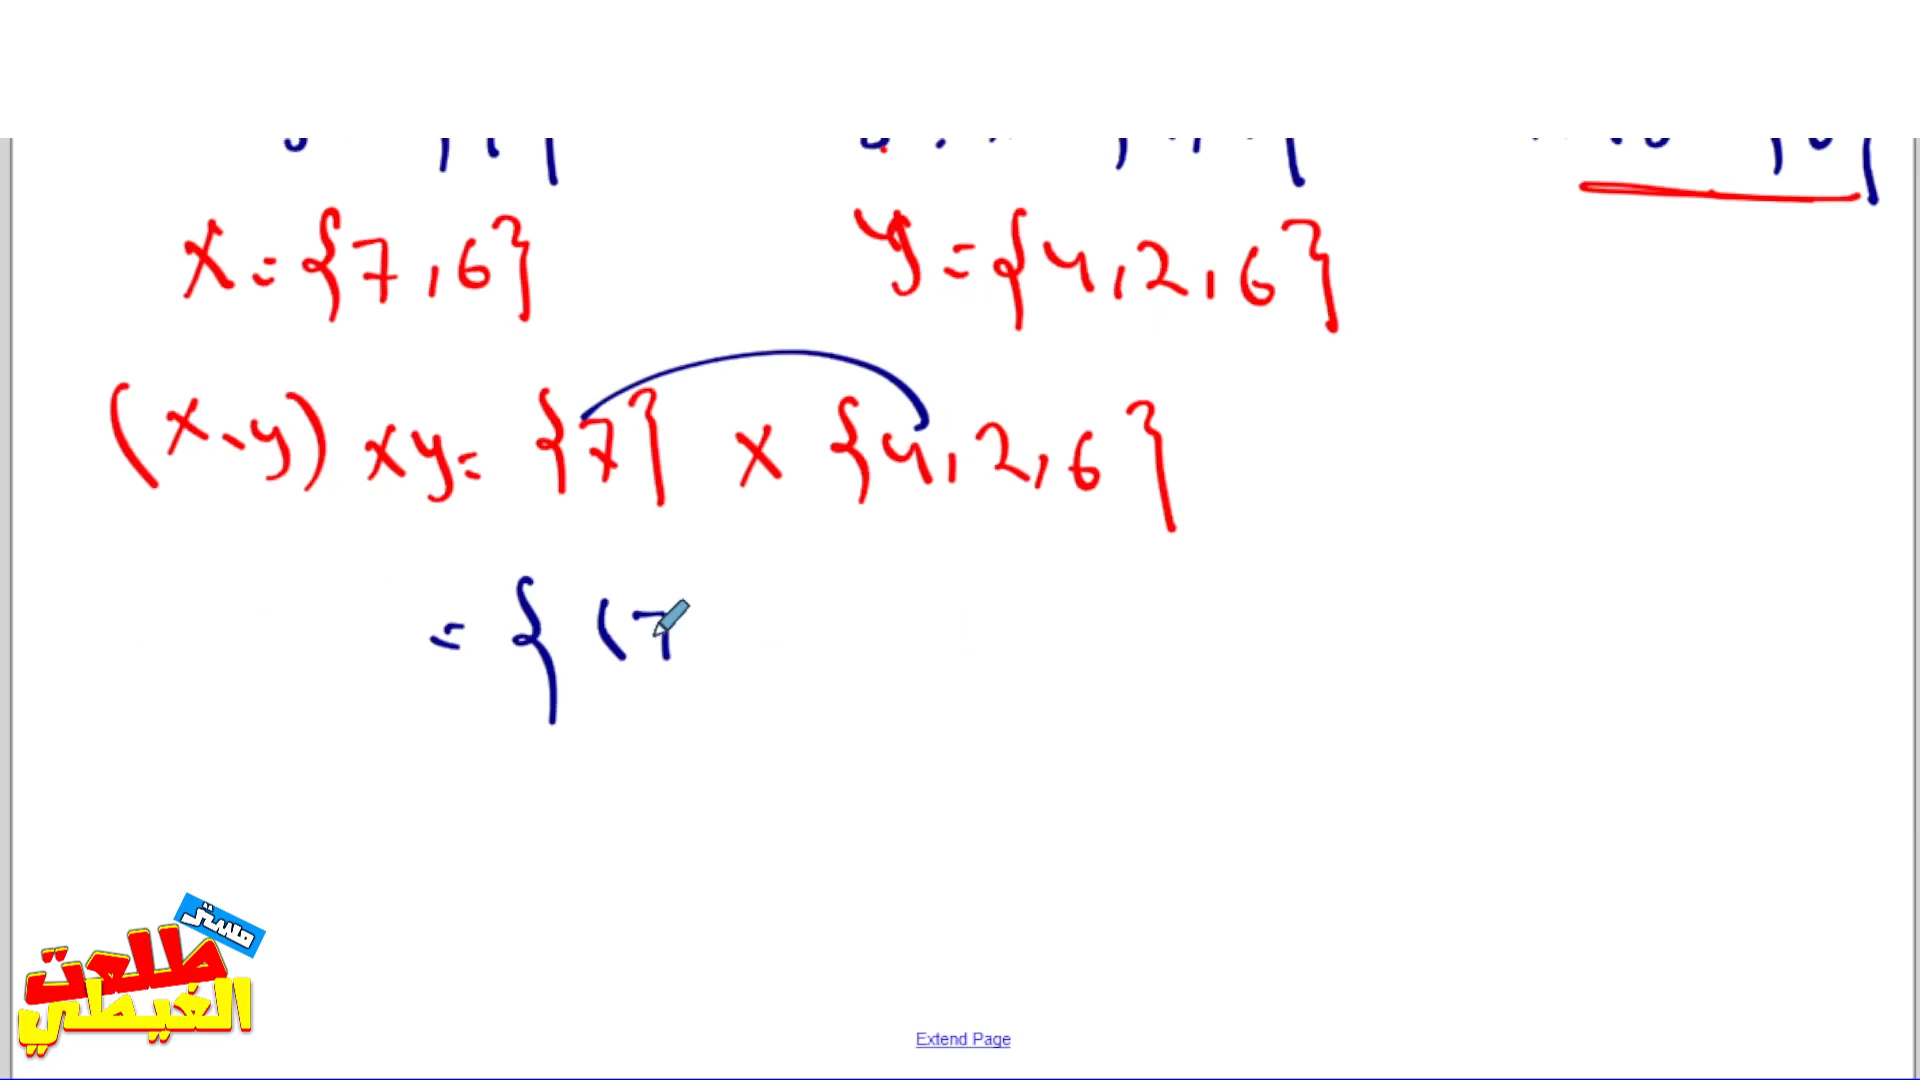 x = {7, 6}    y = {4, 2, 6}
(x - y) x y = {7} x {4, 2, 6}
= { (7
مستر
طلعت
الغيطي
Extend Page